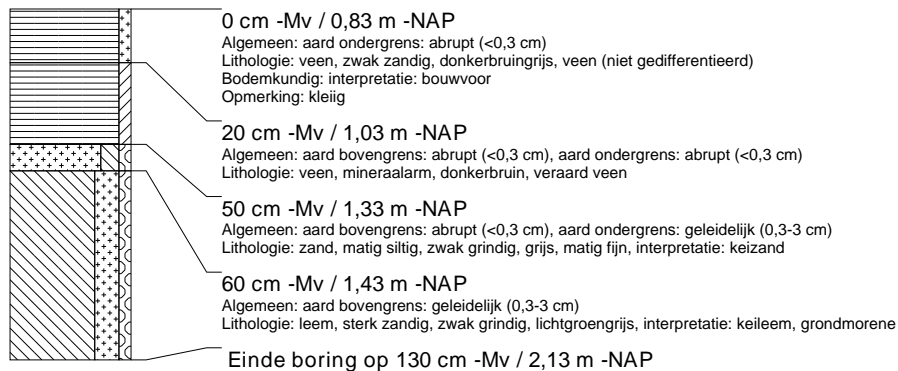 0 cm -Mv / 0,83 m -NAP
Algemeen: aard ondergrens: abrupt (<0,3 cm)
Lithologie: veen, zwak zandig, donkerbruingrijs, veen (niet gedifferentieerd)
Bodemkundig: interpretatie: bouwvoor
Opmerking: kleiig
20 cm -Mv / 1,03 m -NAP
Algemeen: aard bovengrens: abrupt (<0,3 cm), aard ondergrens: abrupt (<0,3 cm)
Lithologie: veen, mineraalarm, donkerbruin, veraard veen
50 cm -Mv / 1,33 m -NAP
Algemeen: aard bovengrens: abrupt (<0,3 cm), aard ondergrens: geleidelijk (0,3-3 cm)
Lithologie: zand, matig siltig, zwak grindig, grijs, matig fijn, interpretatie: keizand
60 cm -Mv / 1,43 m -NAP
Algemeen: aard bovengrens: geleidelijk (0,3-3 cm)
Lithologie: leem, sterk zandig, zwak grindig, lichtgroengrijs, interpretatie: keileem, grondmorene
Einde boring op 130 cm -Mv / 2,13 m -NAP